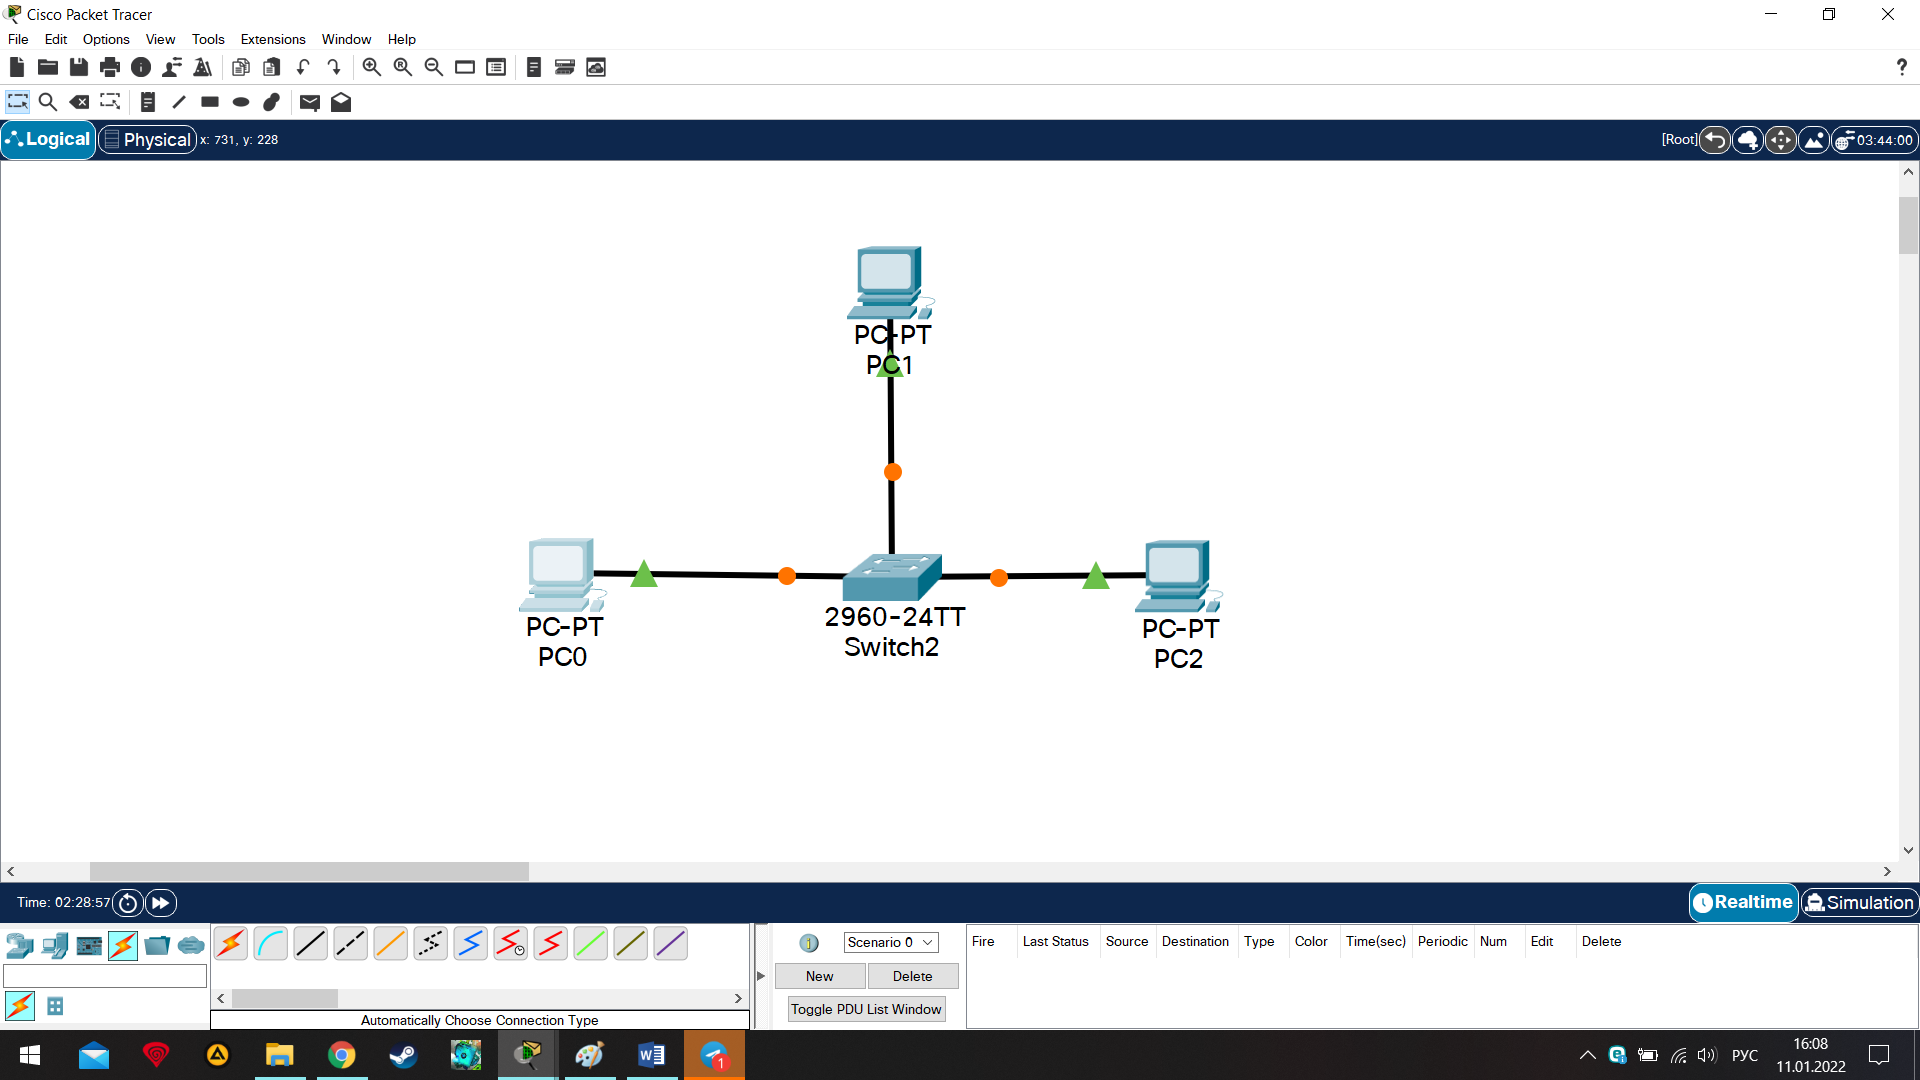 Cisco Packet Tracer
File Edit Options View Tools Extensions Window Help
Logical Physical x: 731, y: 228 [Root] 03:44:00
PC-PT
PC1
PC-PT
PC0
2960-24TT
Switch2
PC-PT
PC2
Time: 02:28:57 Realtime Simulation
Scenario 0
New Delete
Toggle PDU List Window
Fire Last Status Source Destination Type Color Time(sec) Periodic Num Edit Delete
Automatically Choose Connection Type
1
РУС
16:08
11.01.2022